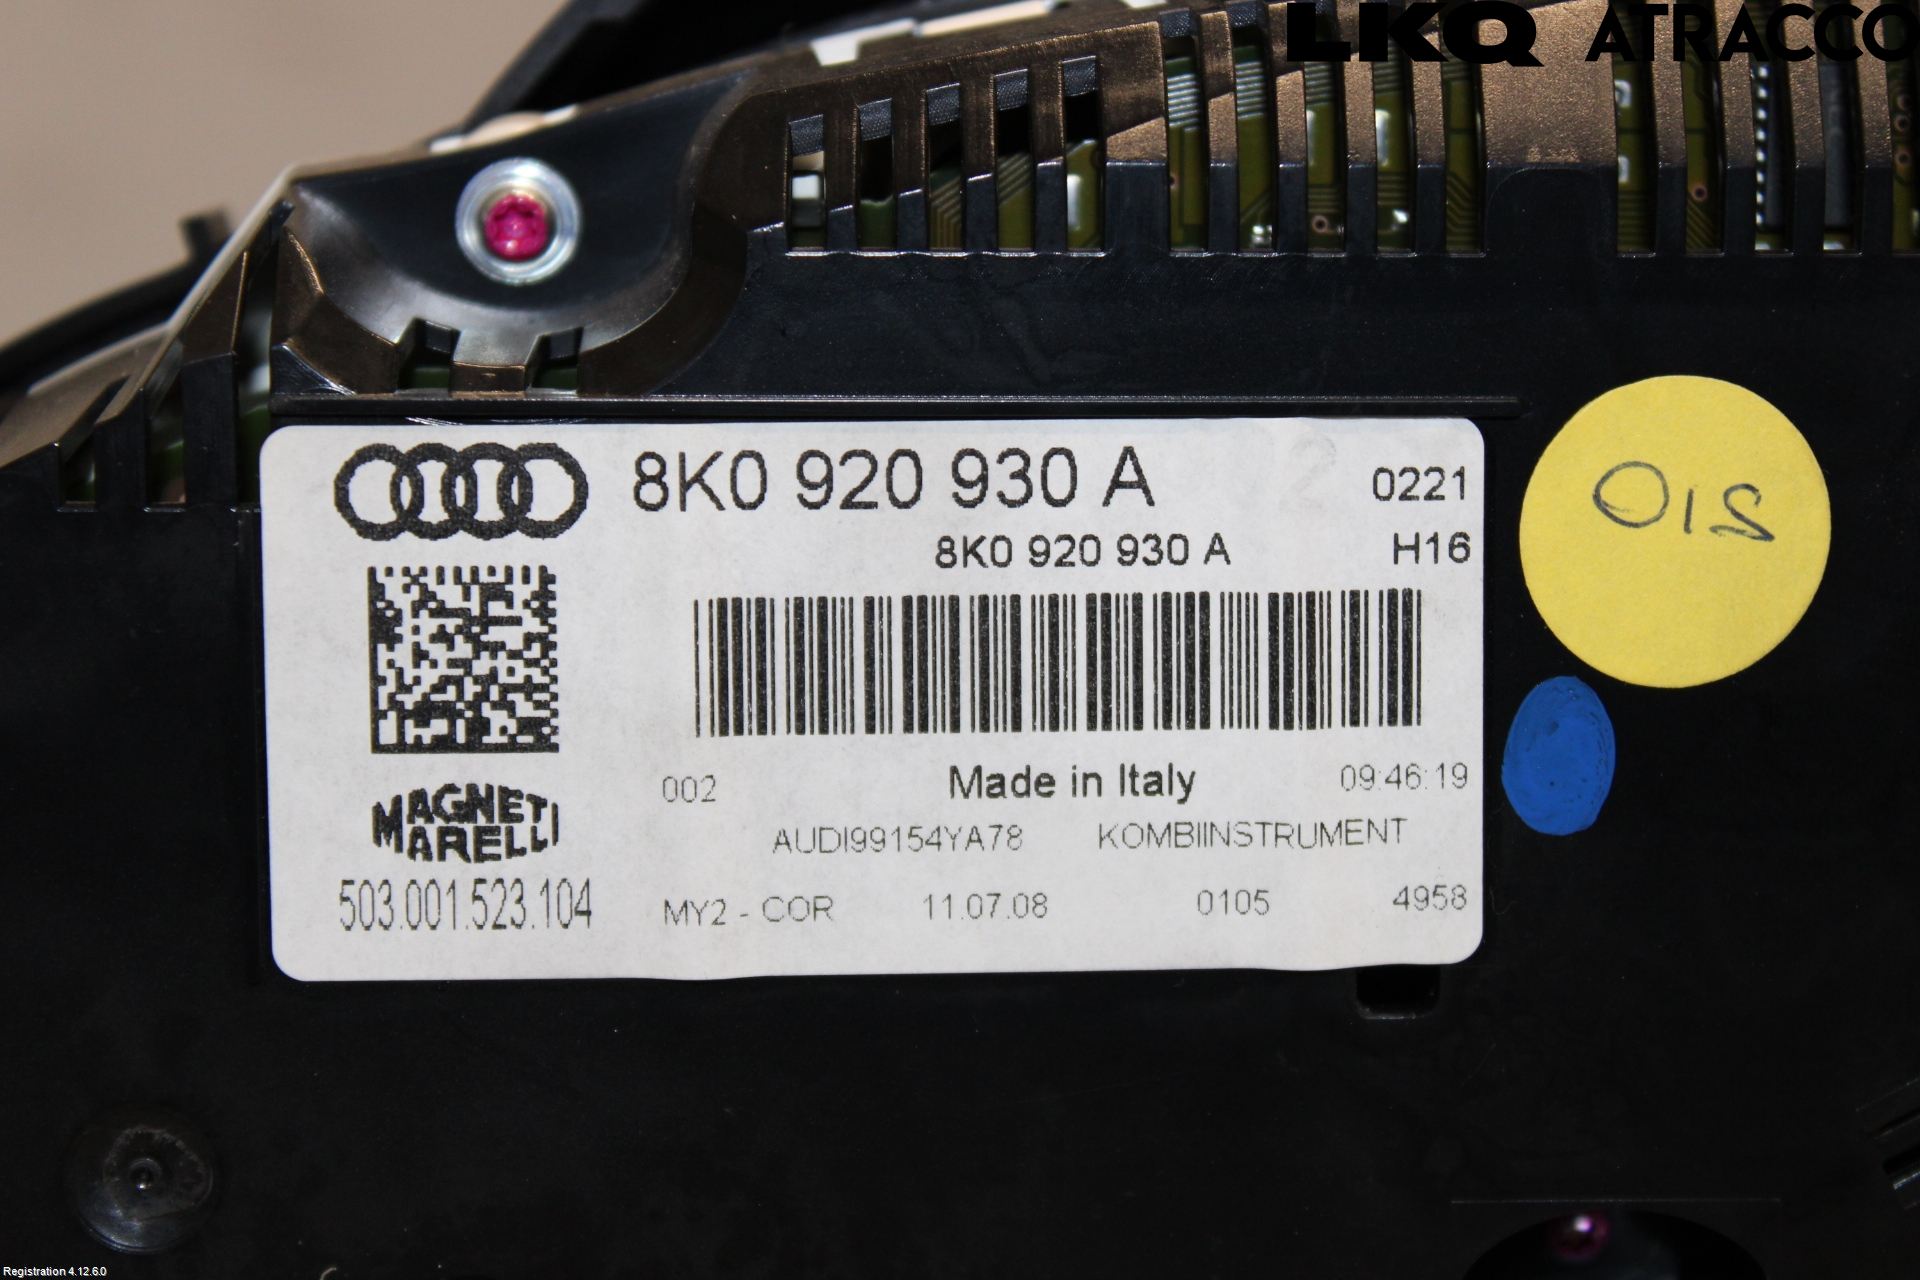 LKQ ATRACCO
8K0 920 930 A
2
0221
8K0 920 930 A
H16
002
Made in Italy
09:46:19
MAGNETI
MARELLI
AUDI99154YA78
KOMBIINSTRUMENT
503.001.523.104
MY2 - COR
11.07.08
0105
4958
Registration 4.12.6.0